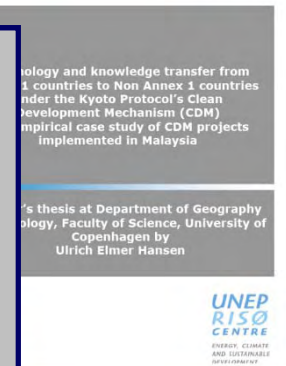 nology and knowledge transfer from
1 countries to Non Annex 1 countries
nder the Kyoto Protocol's Clean
Development Mechanism (CDM)
mpirical case study of CDM projects
implemented in Malaysia
r's thesis at Department of Geography
ology, Faculty of Science, University of
Copenhagen by
Ulrich Elmer Hansen
UNEP
RISØ
CENTRE
ENERGY, CLIMATE
AND SUSTAINABLE
DEVELOPMENT